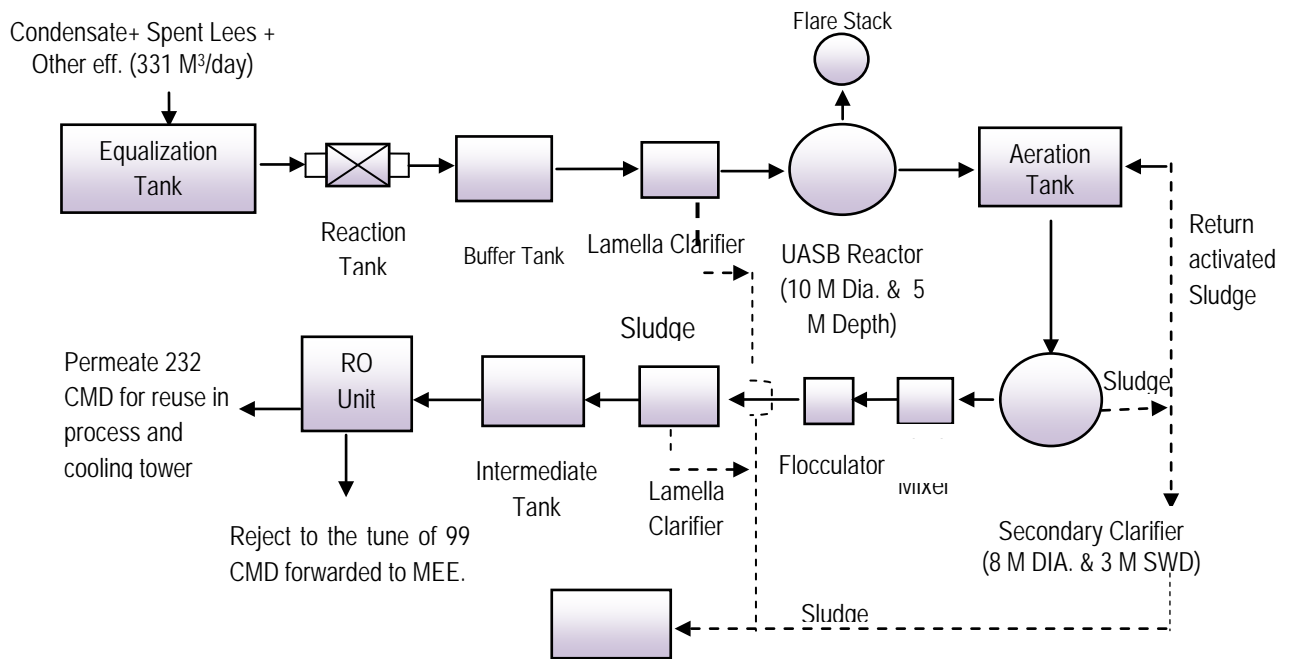 Flare Stack
Condensate+ Spent Lees +
Other eff. (331 M³/day)
Equalization
Tank
Reaction
Tank
Buffer Tank
Lamella Clarifier
UASB Reactor
(10 M Dia. & 5
M Depth)
Aeration
Tank
Return
activated
Sludge
Permeate 232
CMD for reuse in
process and
cooling tower
RO
Unit
Reject to the tune of 99
CMD forwarded to MEE.
Intermediate
Tank
Sludge
Lamella
Clarifier
Flocculator
Mixer
Sludge
Secondary Clarifier
(8 M DIA. & 3 M SWD)
Sludge